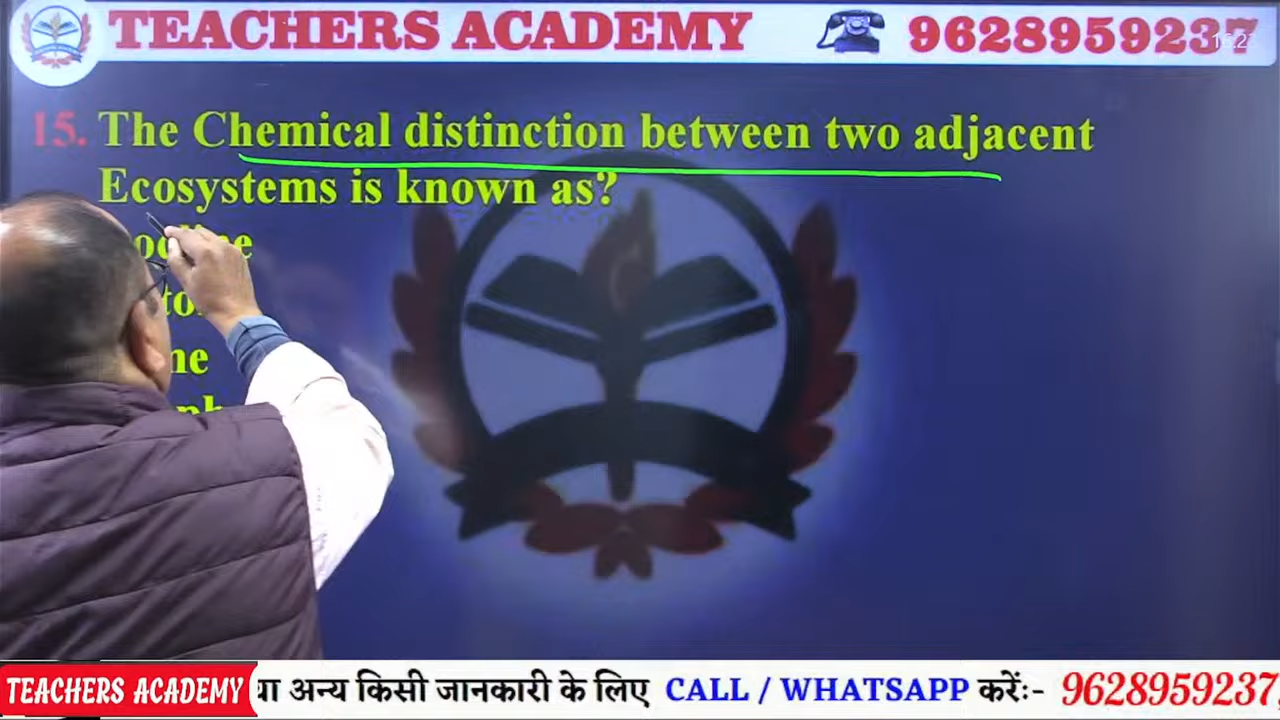 TEACHERS ACADEMY
9628959237
15. The Chemical distinction between two adjacent
Ecosystems is known as?
TEACHERS ACADEMY
या अन्य किसी जानकारी के लिए CALL / WHATSAPP करेंः- 9628959237